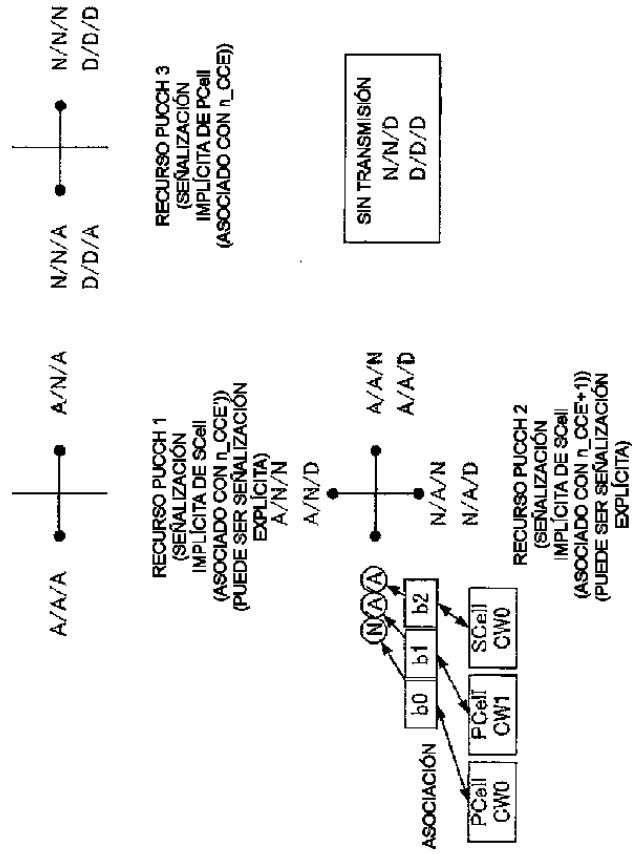 A/A/A
A/N/A
RECURSO PUCCH 1
(SEÑALIZACIÓN
IMPLÍCITA DE SCell
(ASOCIADO CON n_CCE'))
(PUEDE SER SEÑALIZACIÓN
EXPLÍCITA)
N/N/A
D/D/A
N/N/N
D/D/D
RECURSO PUCCH 3
(SEÑALIZACIÓN
IMPLÍCITA DE PCell
(ASOCIADO CON n_CCE))
A/N/N
A/N/D
A/A/N
A/A/D
N/A/N
N/A/D
RECURSO PUCCH 2
(SEÑALIZACIÓN
IMPLÍCITA DE SCell
(ASOCIADO CON n_CCE'+1))
(PUEDE SER SEÑALIZACIÓN
EXPLÍCITA)
SIN TRANSMISIÓN
N/N/D
D/D/D
N A A
ASOCIACIÓN
b0 b1 b2
PCell
CW0
PCell
CW1
SCell
CW0